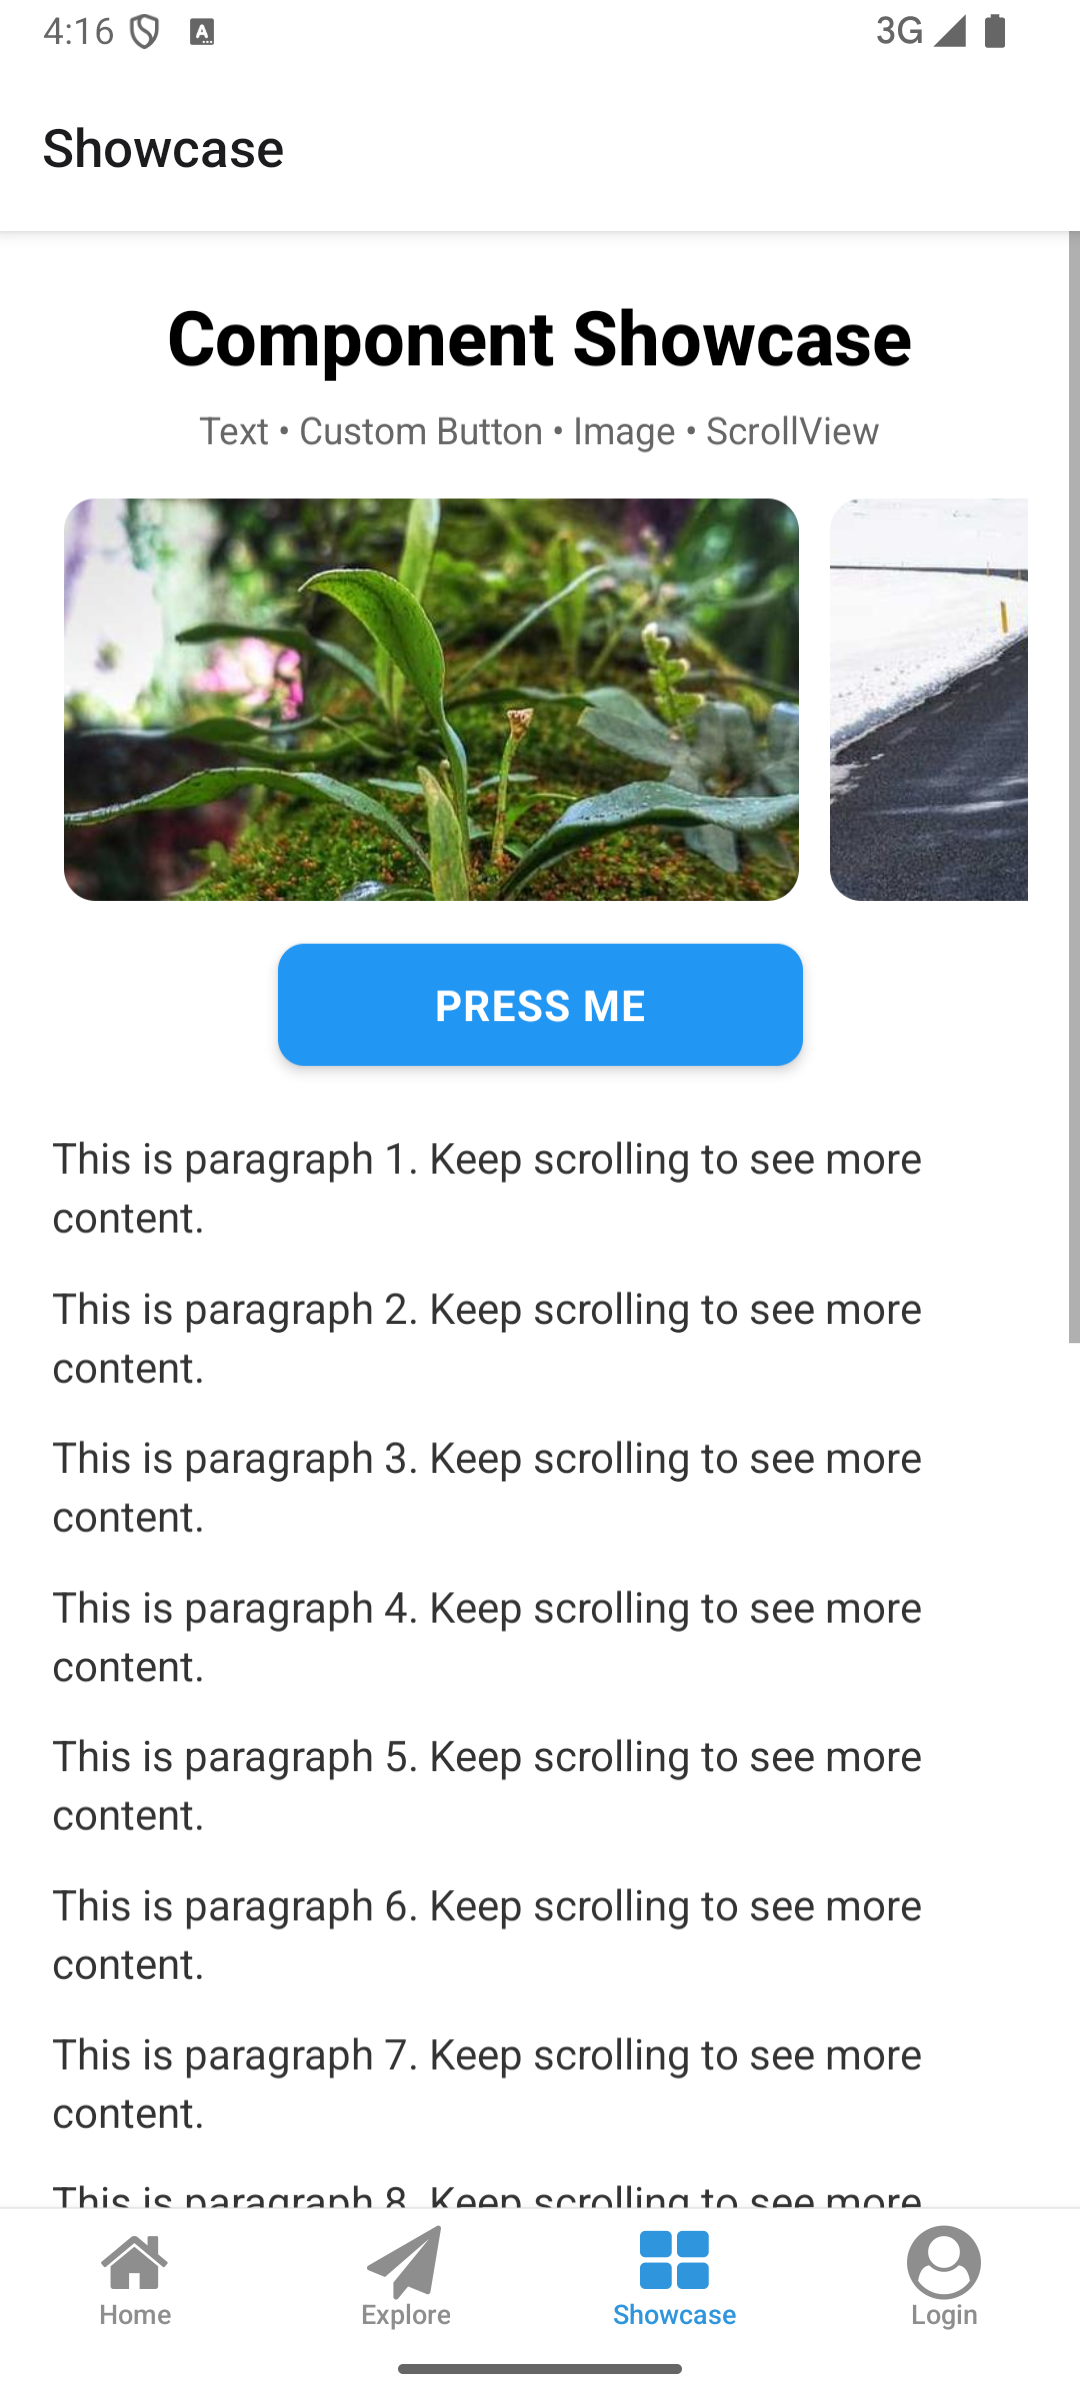 4:16
3G
Showcase
Component Showcase
Text • Custom Button • Image • ScrollView
PRESS ME
This is paragraph 1. Keep scrolling to see more
content.
This is paragraph 2. Keep scrolling to see more
content.
This is paragraph 3. Keep scrolling to see more
content.
This is paragraph 4. Keep scrolling to see more
content.
This is paragraph 5. Keep scrolling to see more
content.
This is paragraph 6. Keep scrolling to see more
content.
This is paragraph 7. Keep scrolling to see more
content.
This is paragraph 8. Keep scrolling to see more
Home
Explore
Showcase
Login